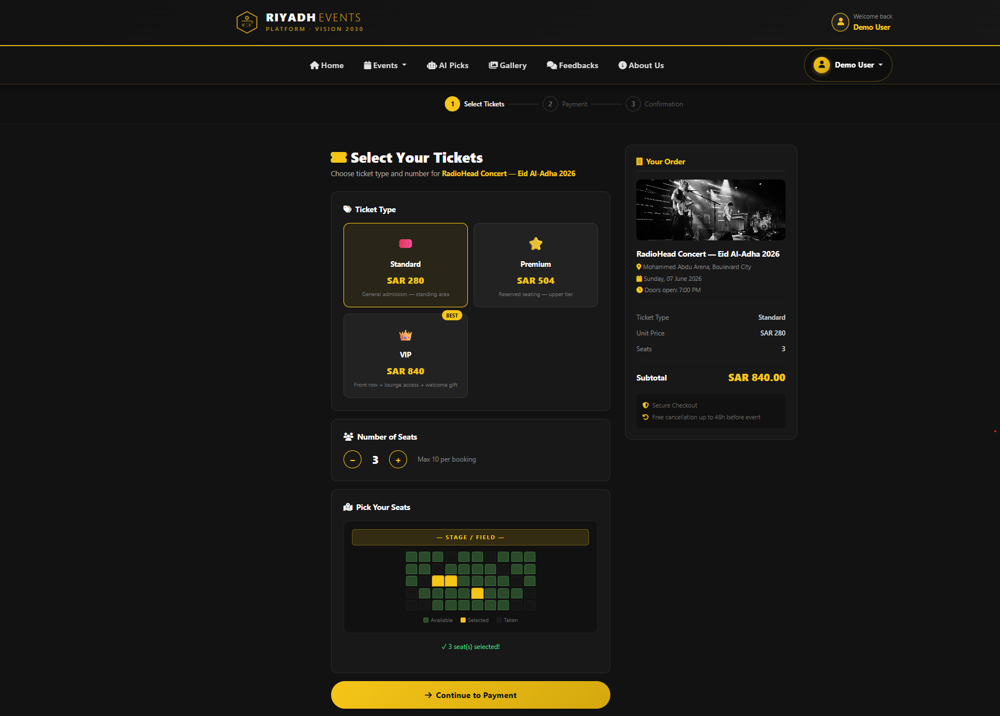 RIYADH EVENTS
PLATFORM · VISION 2030
Welcome back
Demo User
Home
Events
AI Picks
Gallery
Feedbacks
About Us
Demo User
1 Select Tickets
2 Payment
3 Confirmation
Select Your Tickets
Choose ticket type and number for RadioHead Concert — Eid Al-Adha 2026
Ticket Type
Standard
SAR 280
General admission — standing area
Premium
SAR 504
Reserved seating — upper tier
BEST
VIP
SAR 840
Front row + lounge access + welcome gift
Number of Seats
− 3 + Max 10 per booking
Pick Your Seats
— STAGE / FIELD —
Available
Selected
Taken
✓ 3 seat(s) selected!
→ Continue to Payment
Your Order
RadioHead Concert — Eid Al-Adha 2026
Mohammed Abdu Arena, Boulevard City
Sunday, 07 June 2026
Doors open: 7:00 PM
Ticket Type Standard
Unit Price SAR 280
Seats 3
Subtotal SAR 840.00
Secure Checkout
Free cancellation up to 48h before event